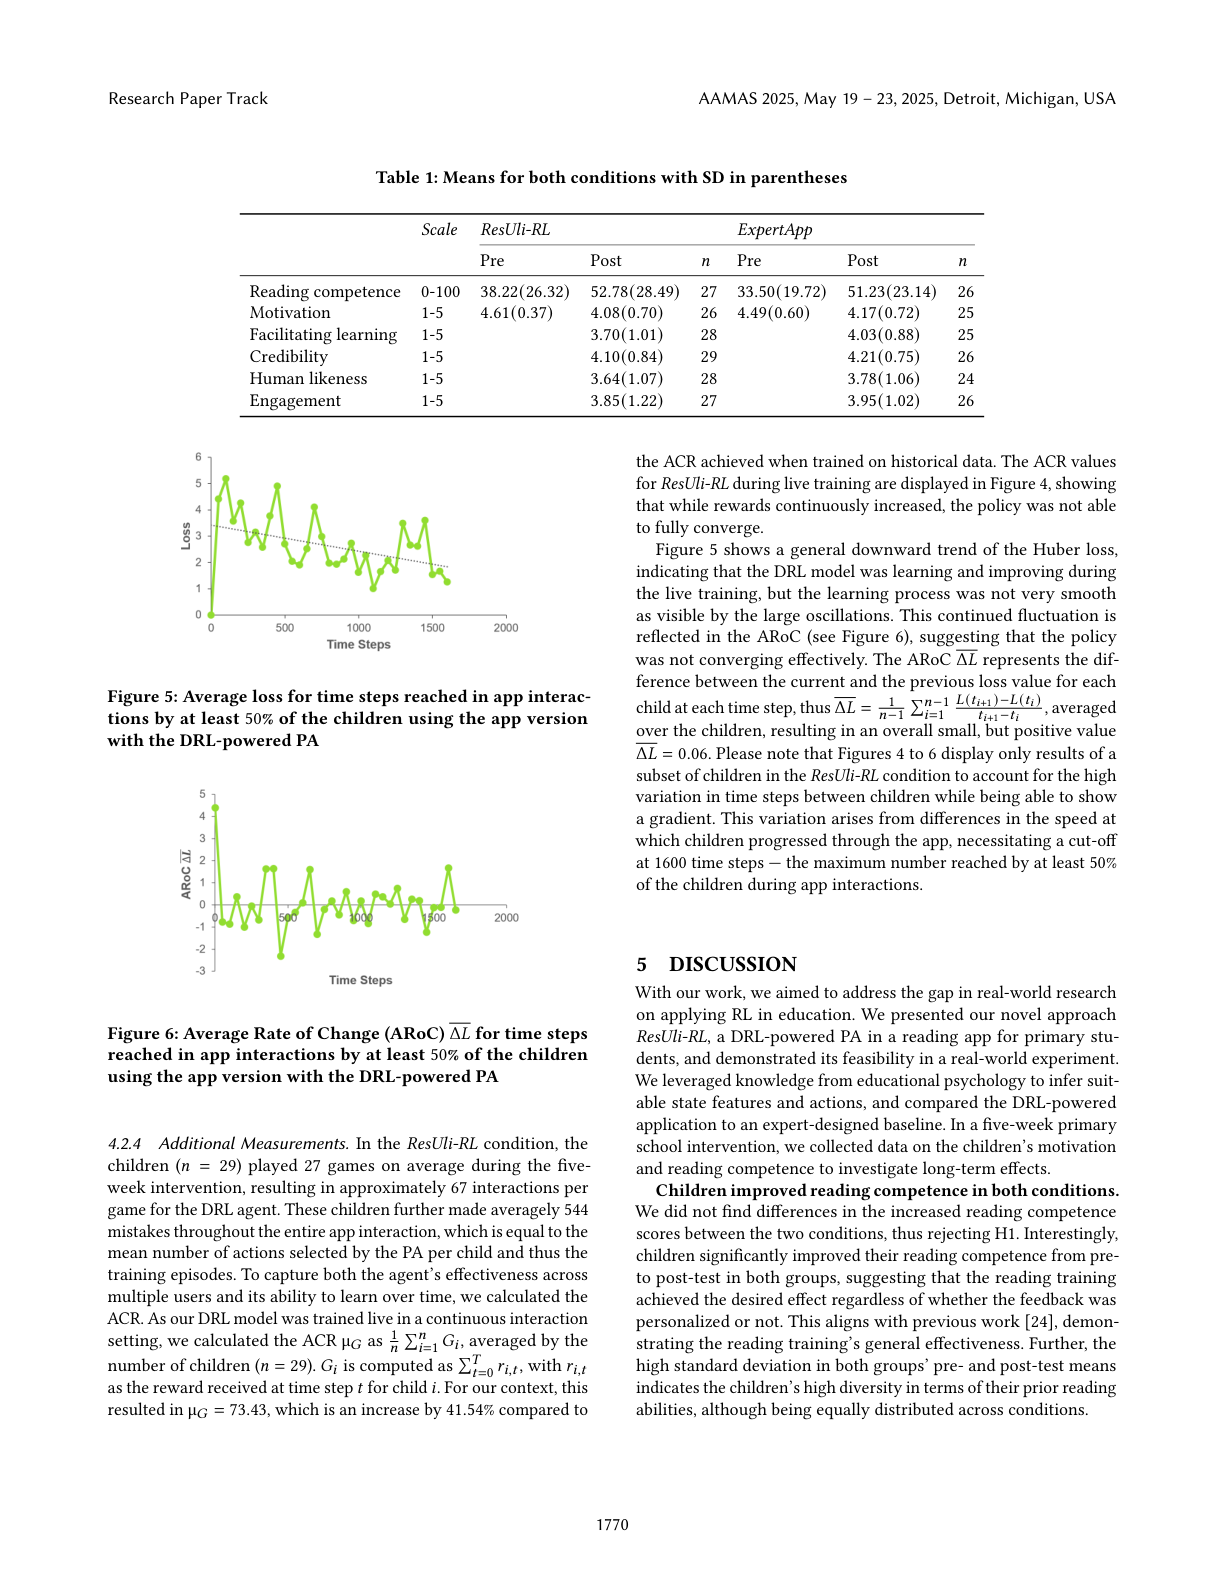 Research Paper Track
AAMAS 2025, May 19 – 23, 2025, Detroit, Michigan, USA
Table 1: Means for both conditions with SD in parentheses
Scale ResUli-RL ExpertApp
Pre Post n Pre Post n
Reading competence 0-100 38.22(26.32) 52.78(28.49) 27 33.50(19.72) 51.23(23.14) 26
Motivation 1-5 4.61(0.37) 4.08(0.70) 26 4.49(0.60) 4.17(0.72) 25
Facilitating learning 1-5 3.70(1.01) 28 4.03(0.88) 25
Credibility 1-5 4.10(0.84) 29 4.21(0.75) 26
Human likeness 1-5 3.64(1.07) 28 3.78(1.06) 24
Engagement 1-5 3.85(1.22) 27 3.95(1.02) 26
6
5
4
3
2
1
0
Loss
0 500 1000 1500 2000
Time Steps
Figure 5: Average loss for time steps reached in app interac-
tions by at least 50% of the children using the app version
with the DRL-powered PA
5
4
3
2
1
0
-1
-2
-3
ARoC \overline{ΔL}
0 500 1000 1500 2000
Time Steps
Figure 6: Average Rate of Change (ARoC) \overline{ΔL} for time steps
reached in app interactions by at least 50% of the children
using the app version with the DRL-powered PA
4.2.4 Additional Measurements. In the ResUli-RL condition, the
children (n = 29) played 27 games on average during the five-
week intervention, resulting in approximately 67 interactions per
game for the DRL agent. These children further made averagely 544
mistakes throughout the entire app interaction, which is equal to the
mean number of actions selected by the PA per child and thus the
training episodes. To capture both the agent's effectiveness across
multiple users and its ability to learn over time, we calculated the
ACR. As our DRL model was trained live in a continuous interaction
setting, we calculated the ACR μ_G as \frac{1}{n} \sum_{i=1}^{n} G_i, averaged by the
number of children (n = 29). G_i is computed as \sum_{t=0}^{T} r_{i,t}, with r_{i,t}
as the reward received at time step t for child i. For our context, this
resulted in μ_G = 73.43, which is an increase by 41.54% compared to
the ACR achieved when trained on historical data. The ACR values
for ResUli-RL during live training are displayed in Figure 4, showing
that while rewards continuously increased, the policy was not able
to fully converge.
Figure 5 shows a general downward trend of the Huber loss,
indicating that the DRL model was learning and improving during
the live training, but the learning process was not very smooth
as visible by the large oscillations. This continued fluctuation is
reflected in the ARoC (see Figure 6), suggesting that the policy
was not converging effectively. The ARoC \overline{ΔL} represents the dif-
ference between the current and the previous loss value for each
child at each time step, thus \overline{ΔL} = \frac{1}{n-1} \sum_{i=1}^{n-1} \frac{L(t_{i+1})-L(t_i)}{t_{i+1}-t_i}, averaged
over the children, resulting in an overall small, but positive value
\overline{ΔL} = 0.06. Please note that Figures 4 to 6 display only results of a
subset of children in the ResUli-RL condition to account for the high
variation in time steps between children while being able to show
a gradient. This variation arises from differences in the speed at
which children progressed through the app, necessitating a cut-off
at 1600 time steps – the maximum number reached by at least 50%
of the children during app interactions.
5 DISCUSSION
With our work, we aimed to address the gap in real-world research
on applying RL in education. We presented our novel approach
ResUli-RL, a DRL-powered PA in a reading app for primary stu-
dents, and demonstrated its feasibility in a real-world experiment.
We leveraged knowledge from educational psychology to infer suit-
able state features and actions, and compared the DRL-powered
application to an expert-designed baseline. In a five-week primary
school intervention, we collected data on the children's motivation
and reading competence to investigate long-term effects.
Children improved reading competence in both conditions.
We did not find differences in the increased reading competence
scores between the two conditions, thus rejecting H1. Interestingly,
children significantly improved their reading competence from pre-
to post-test in both groups, suggesting that the reading training
achieved the desired effect regardless of whether the feedback was
personalized or not. This aligns with previous work [24], demon-
strating the reading training's general effectiveness. Further, the
high standard deviation in both groups' pre- and post-test means
indicates the children's high diversity in terms of their prior reading
abilities, although being equally distributed across conditions.
1770